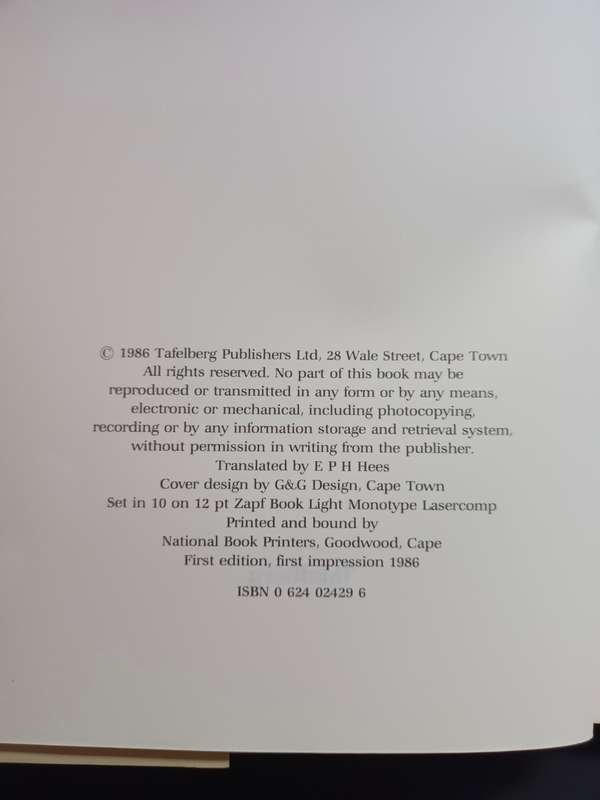 © 1986 Tafelberg Publishers Ltd, 28 Wale Street, Cape Town
All rights reserved. No part of this book may be
reproduced or transmitted in any form or by any means,
electronic or mechanical, including photocopying,
recording or by any information storage and retrieval system,
without permission in writing from the publisher.
Translated by E P H Hees
Cover design by G&G Design, Cape Town
Set in 10 on 12 pt Zapf Book Light Monotype Lasercomp
Printed and bound by
National Book Printers, Goodwood, Cape
First edition, first impression 1986
ISBN 0 624 02429 6